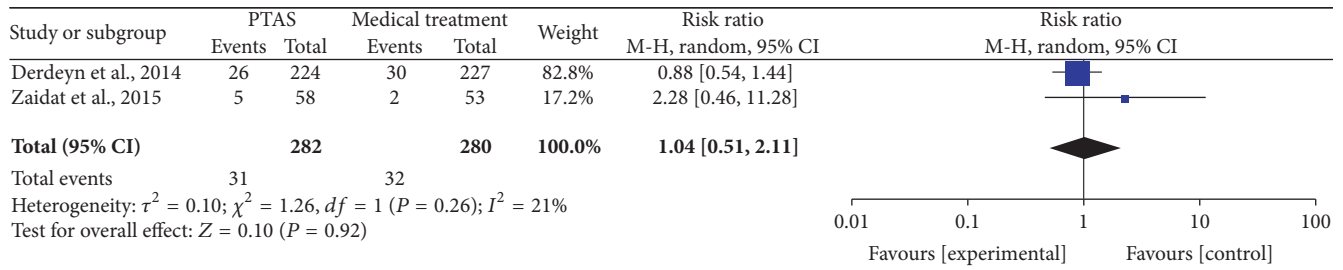 Study or subgroup PTAS Medical treatment Weight Risk ratio Risk ratio
Events Total Events Total M-H, random, 95% CI M-H, random, 95% CI
Derdeyn et al., 2014 26 224 30 227 82.8% 0.88 [0.54, 1.44]
Zaidat et al., 2015 5 58 2 53 17.2% 2.28 [0.46, 11.28]
Total (95% CI) 282 280 100.0% 1.04 [0.51, 2.11]
Total events 31 32
Heterogeneity: τ² = 0.10; χ² = 1.26, df = 1 (P = 0.26); I² = 21%
Test for overall effect: Z = 0.10 (P = 0.92)
0.01 0.1 1 10 100
Favours [experimental] Favours [control]